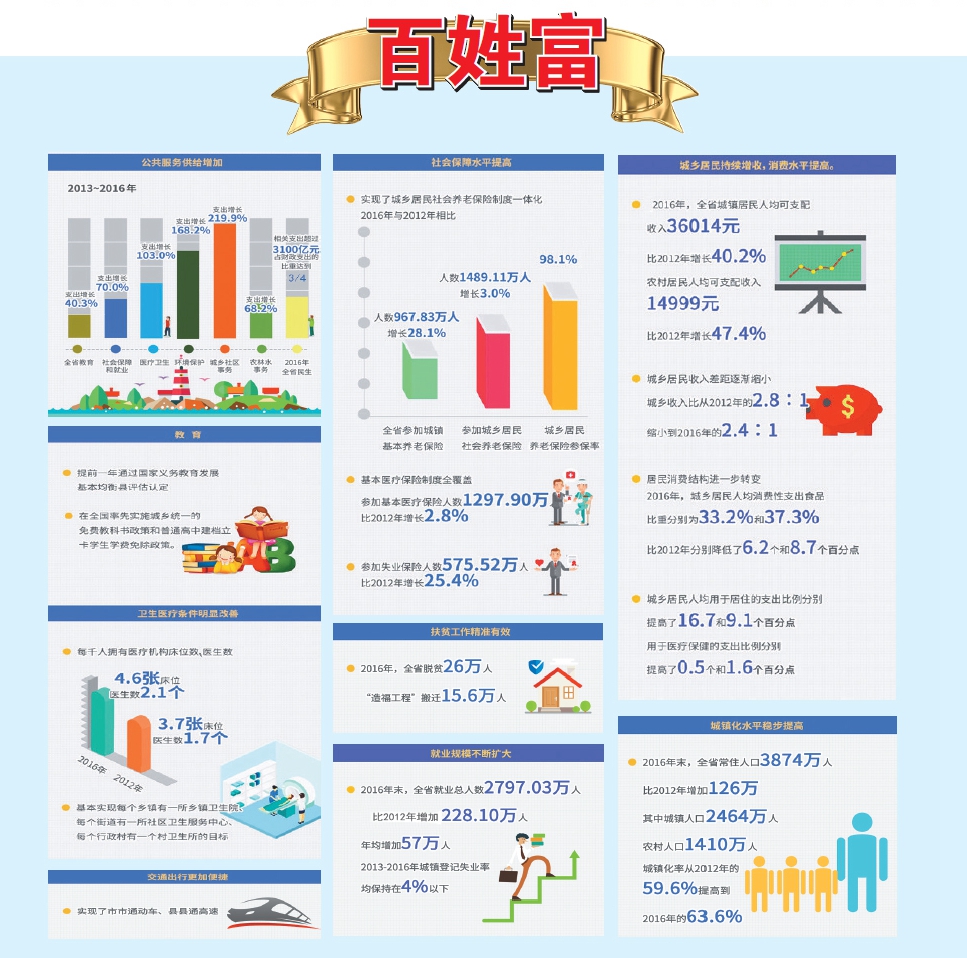 百姓富
公共服务供给增加
2013~2016年
支出增长
40.3%
支出增长
70.0%
支出增长
103.0%
支出增长
168.2%
支出增长
219.9%
支出增长
68.2%
相关支出超过
3100亿元
占财政支出的
比重达到
3/4
全省教育
社会保障
和就业
医疗卫生
环境保护
城乡社区
事务
农林水
事务
2016年
全省民生
教 育
提前一年通过国家义务教育发展
基本均衡县评估认定
在全国率先实施城乡统一的
免费教科书政策和普通高中建档立
卡学生学费免除政策。
卫生医疗条件明显改善
每千人拥有医疗机构床位数、医生数
4.6张床位
医生数2.1个
3.7张床位
医生数1.7个
2016年
2012年
基本实现每个乡镇有一所乡镇卫生院、
每个街道有一所社区卫生服务中心、
每个行政村有一个村卫生所的目标
交通出行更加便捷
实现了市市通动车、县县通高速
社会保障水平提高
实现了城乡居民社会养老保险制度一体化
2016年与2012年相比
98.1%
人数1489.11万人
增长3.0%
人数967.83万人
增长28.1%
全省参加城镇
基本养老保险
参加城乡居民
社会养老保险
城乡居民
养老保险参保率
基本医疗保险制度全覆盖
参加基本医疗保险人数1297.90万
比2012年增长2.8%
参加失业保险人数575.52万人
比2012年增长25.4%
扶贫工作精准有效
2016年，全省脱贫26万人
“造福工程”搬迁15.6万人
就业规模不断扩大
2016年末，全省就业总人数2797.03万人
比2012年增加 228.10万人
年均增加57万人
2013-2016年城镇登记失业率
均保持在4%以下
城乡居民持续增收，消费水平提高。
2016年，全省城镇居民人均可支配
收入36014元
比2012年增长40.2%
农村居民人均可支配收入
14999元
比2012年增长47.4%
城乡居民收入差距逐渐缩小
城乡收入比从2012年的2.8：1
缩小到2016年的2.4：1
居民消费结构进一步转变
2016年，城乡居民人均消费性支出食品
比重分别为33.2%和37.3%
比2012年分别降低了6.2个和8.7个百分点
城乡居民人均用于居住的支出比例分别
提高了16.7和9.1个百分点
用于医疗保健的支出比例分别
提高了0.5个和1.6个百分点
城镇化水平稳步提高
2016年末，全省常住人口3874万人
比2012年增加126万
其中城镇人口2464万人
农村人口1410万人
城镇化率从2012年的
59.6%提高到
2016年的63.6%